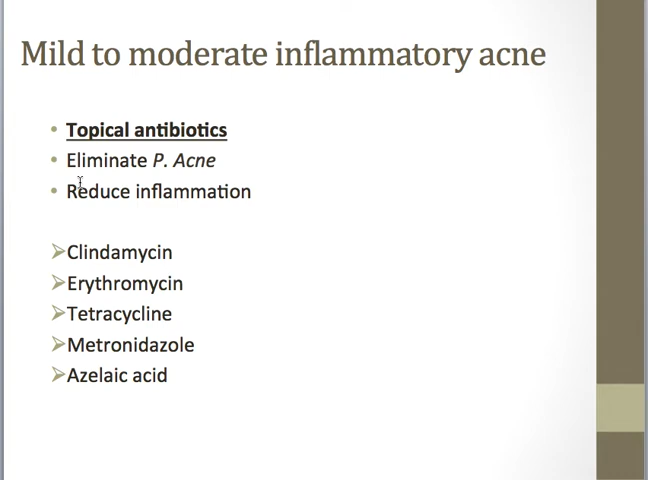 Mild to moderate inflammatory acne
Topical antibiotics
Eliminate P. Acne
Reduce inflammation
Clindamycin
Erythromycin
Tetracycline
Metronidazole
Azelaic acid